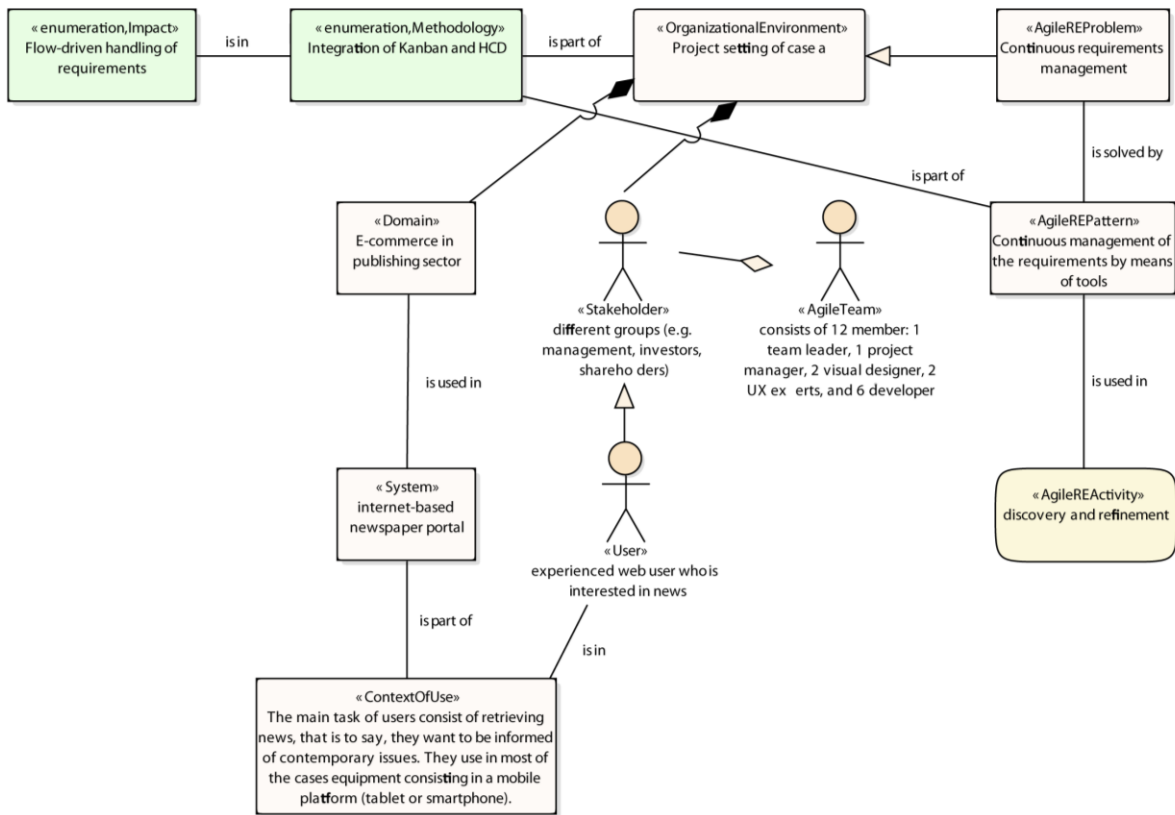 «enumeration,Impact»
Flow-driven handling of
requirements
is in
«enumeration,Methodology»
Integration of Kanban and HCD
is part of
«OrganizationalEnvironment»
Project setting of case a
«AgileREProblem»
Continuous requirements
management
is solved by
is part of
«Domain»
E-commerce in
publishing sector
«AgileREPattern»
Continuous management of
the requirements by means
of tools
«Stakeholder»
different groups (e.g.
management, investors,
shareho ders)
«AgileTeam»
consists of 12 member: 1
team leader, 1 project
manager, 2 visual designer, 2
UX ex erts, and 6 developer
is used in
is used in
«System»
internet-based
newspaper portal
«AgileREActivity»
discovery and refinement
«User»
experienced web user who is
interested in news
is part of
is in
«ContextOfUse»
The main task of users consist of retrieving
news, that is to say, they want to be informed
of contemporary issues. They use in most of
the cases equipment consisting in a mobile
platform (tablet or smartphone).